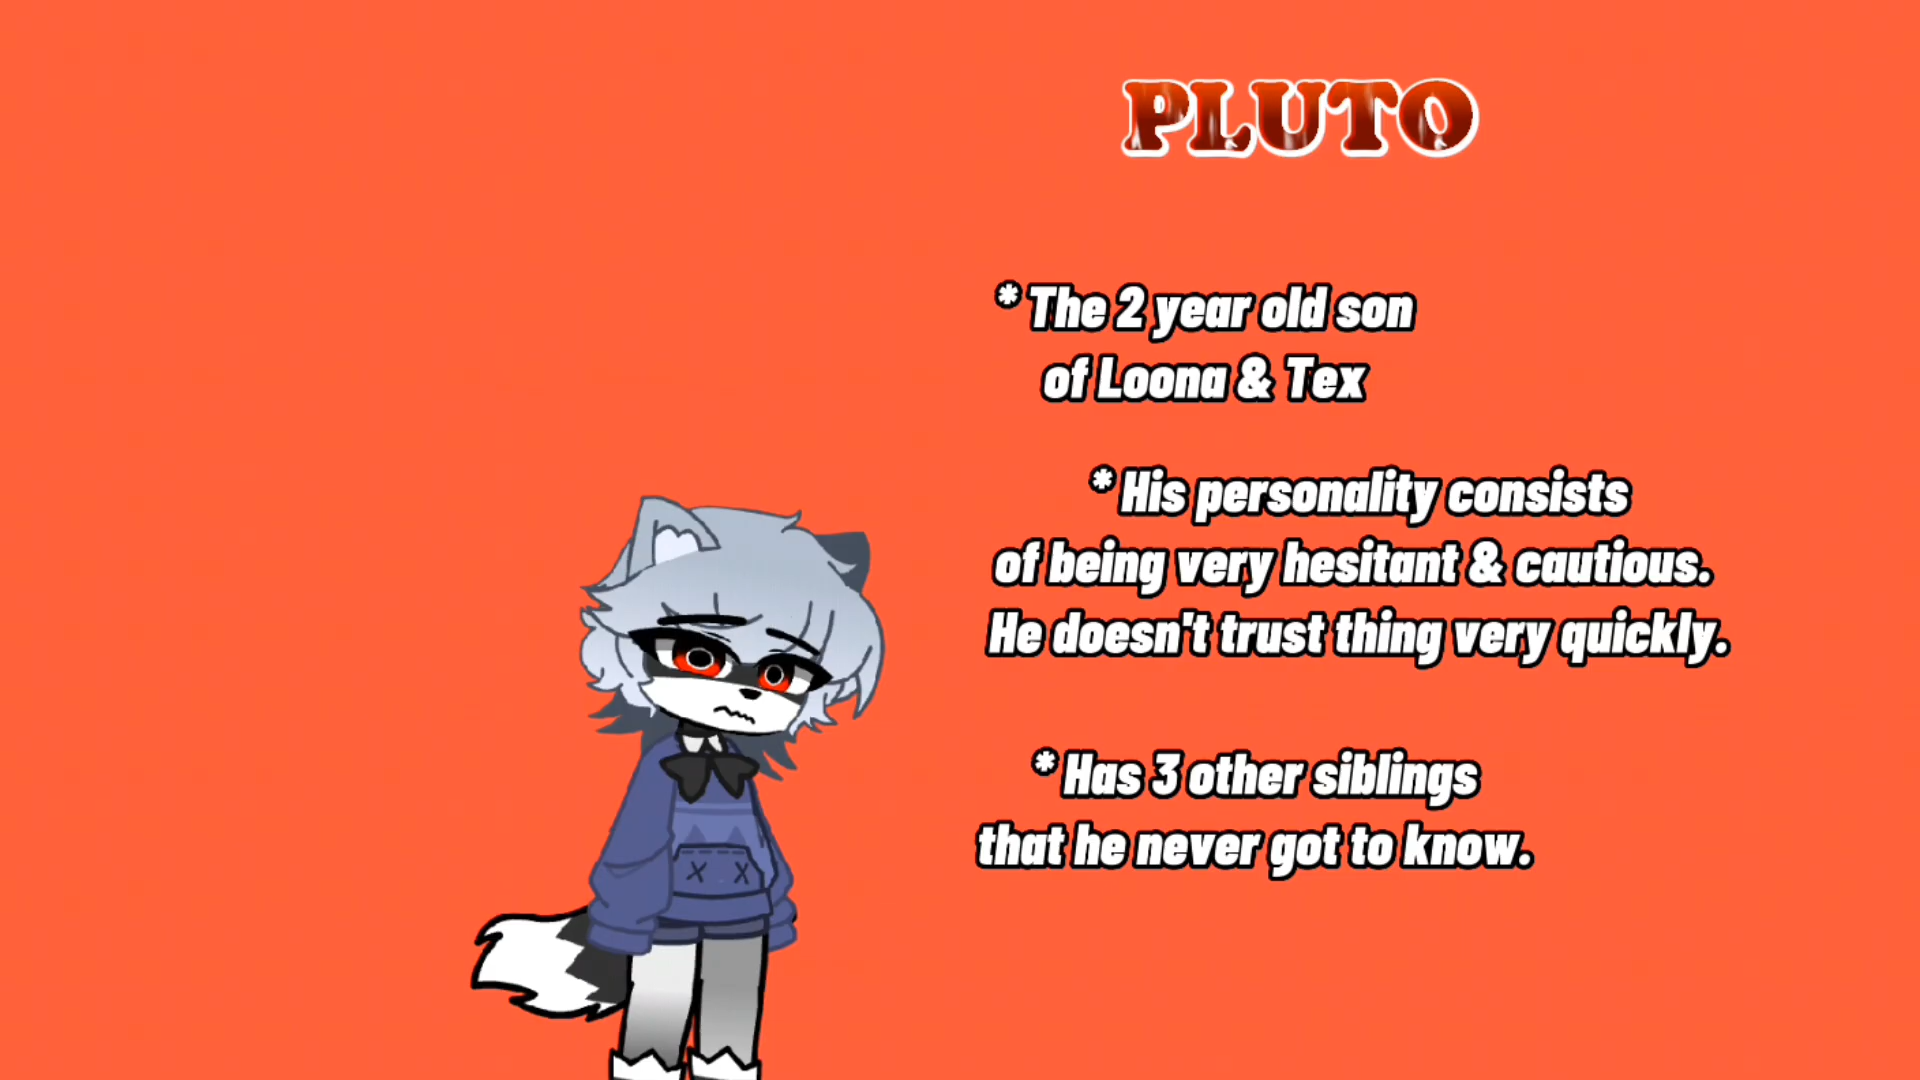 PLUTO
* The 2 year old son
of Loona & Tex
* His personality consists
of being very hesitant & cautious.
He doesn't trust thing very quickly.
* Has 3 other siblings
that he never got to know.